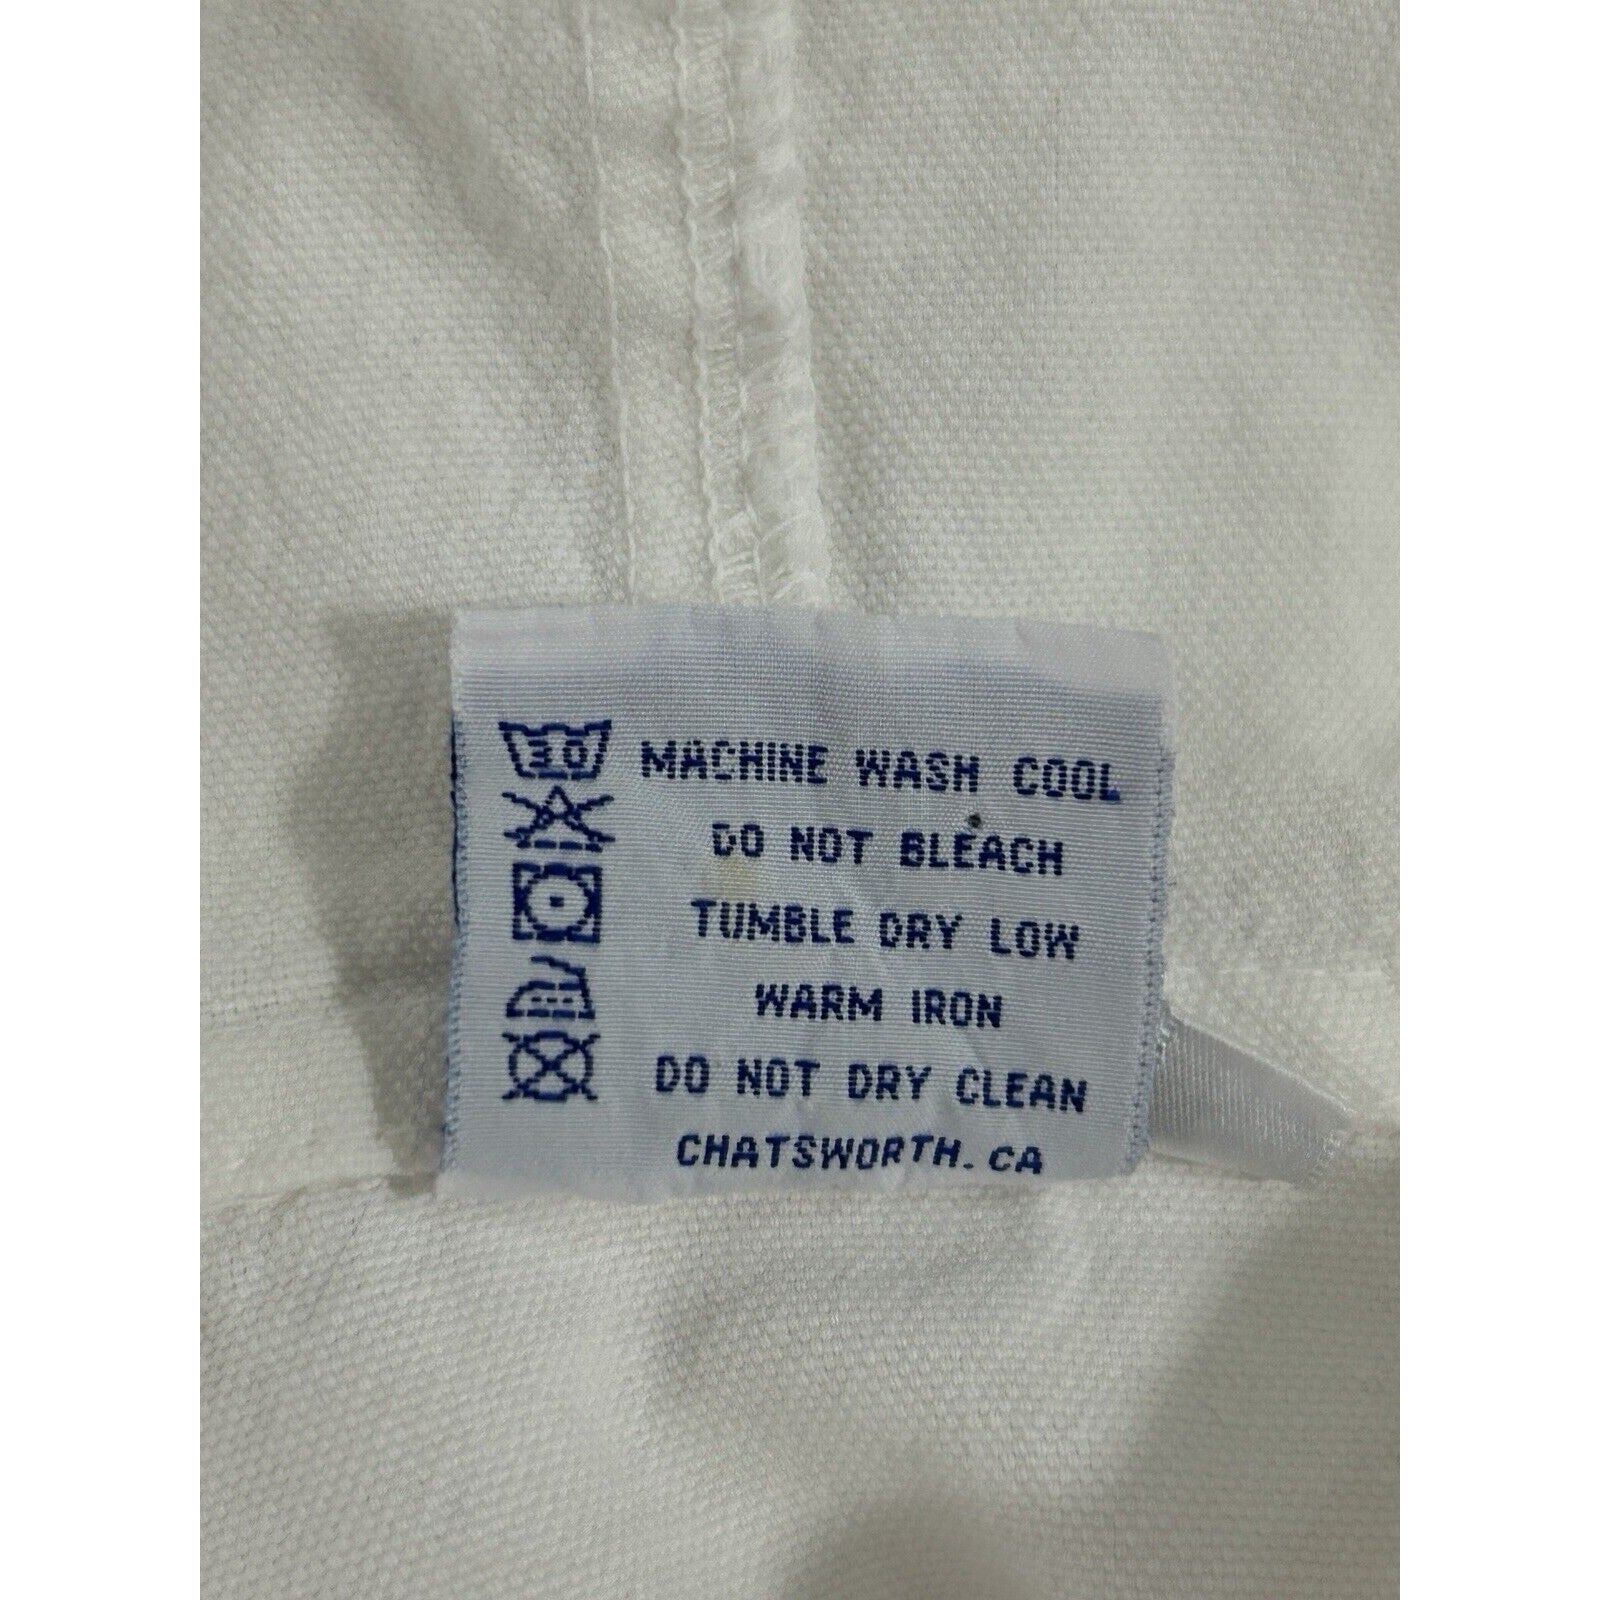 30 MACHINE WASH COOL
DO NOT BLEACH
TUMBLE DRY LOW
WARM IRON
DO NOT DRY CLEAN
CHATSWORTH. CA